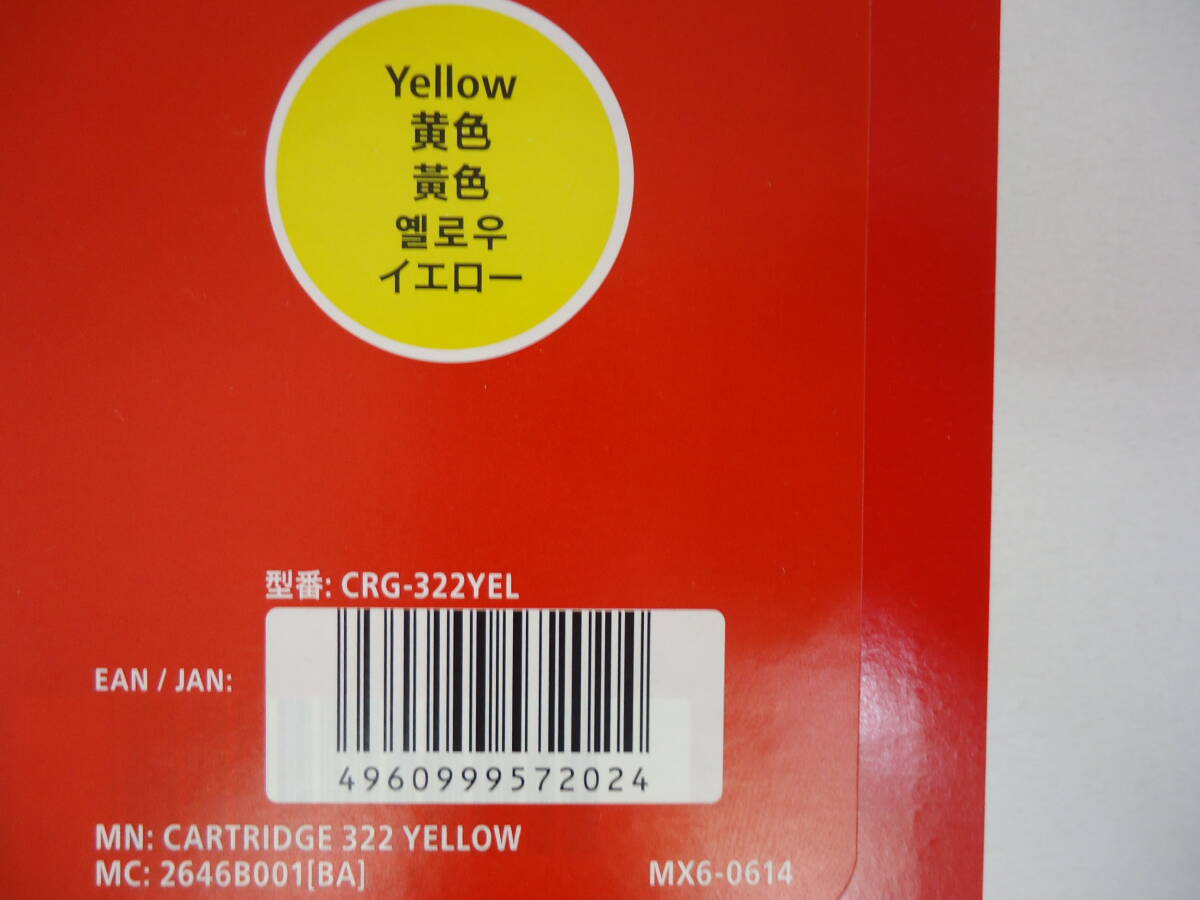 Yellow
黄色
黃色
옐로우
イエロー
型番: CRG-322YEL
EAN / JAN:
4960999572024
MN: CARTRIDGE 322 YELLOW
MC: 2646B001[BA]
MX6-0614